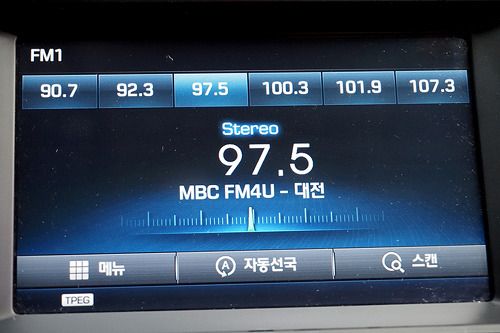 FM1
90.7 92.3 97.5 100.3 101.9 107.3
Stereo
97.5
MBC FM4U - 대전
메뉴 A 자동선국 스캔
TPEG